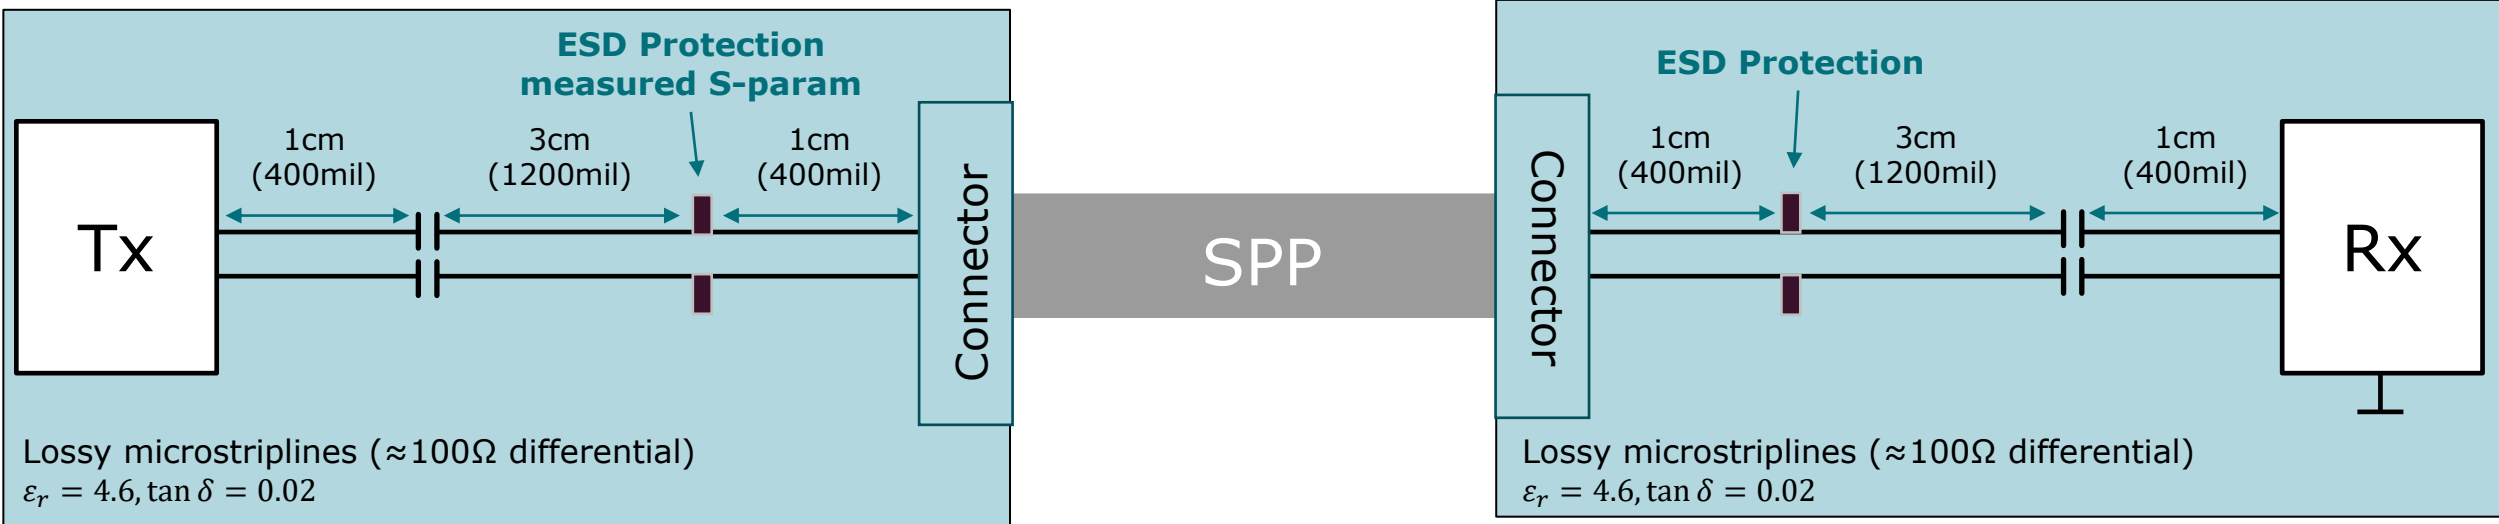 ESD Protection
measured S-param
1cm
(400mil)
3cm
(1200mil)
1cm
(400mil)
Tx
Connector
Lossy microstriplines (≈100Ω differential)
εᵣ = 4.6, tan δ = 0.02
SPP
ESD Protection
Connector
1cm
(400mil)
3cm
(1200mil)
1cm
(400mil)
Rx
Lossy microstriplines (≈100Ω differential)
εᵣ = 4.6, tan δ = 0.02